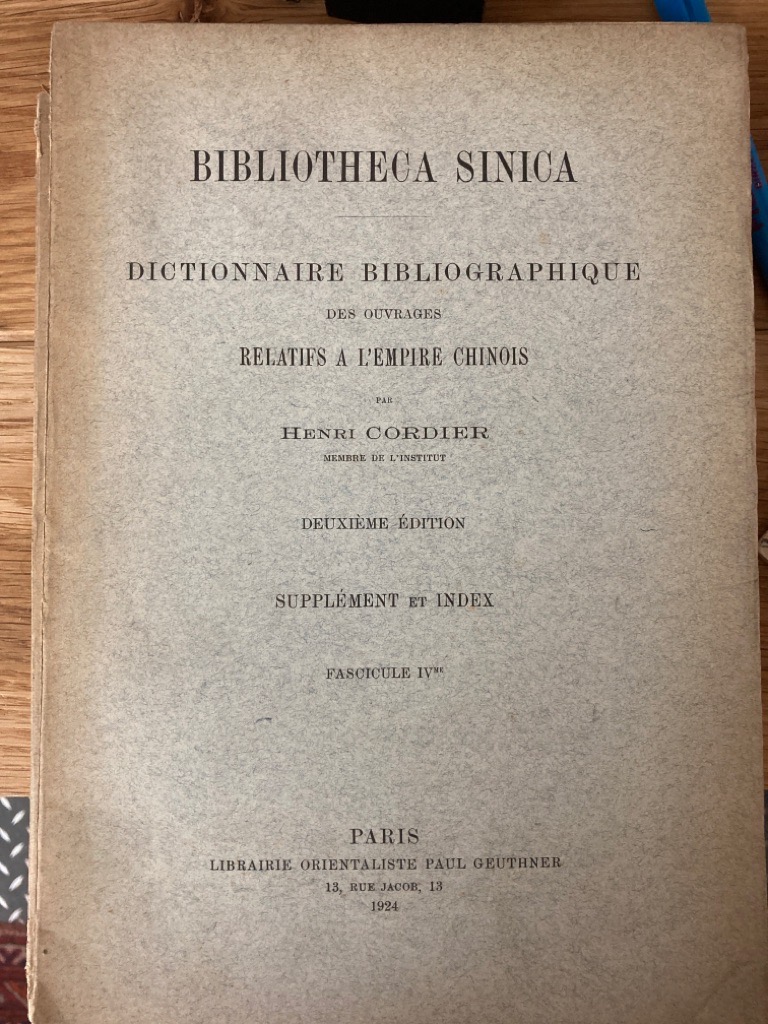 BIBLIOTHECA SINICA
DICTIONNAIRE BIBLIOGRAPHIQUE
DES OUVRAGES
RELATIFS A L'EMPIRE CHINOIS
PAR
HENRI CORDIER
MEMBRE DE L'INSTITUT
DEUXIÈME ÉDITION
SUPPLÉMENT ET INDEX
FASCICULE IVME
PARIS
LIBRAIRIE ORIENTALISTE PAUL GEUTHNER
13, RUE JACOB, 13
1924